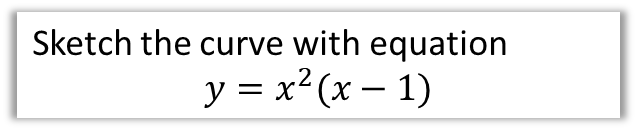 Sketch the curve with equation
y = x²(x − 1)